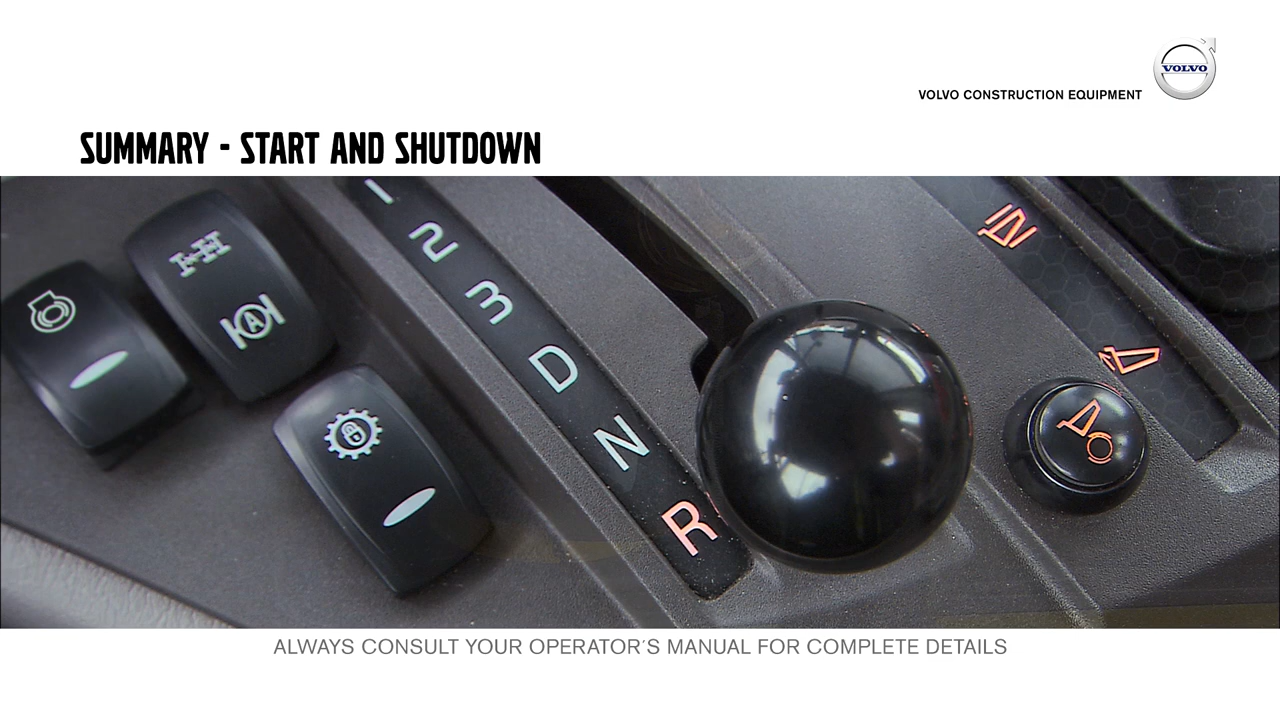 VOLVO
VOLVO CONSTRUCTION EQUIPMENT
SUMMARY - START AND SHUTDOWN
1
2
3
D
N
R
A
ALWAYS CONSULT YOUR OPERATOR´S MANUAL FOR COMPLETE DETAILS